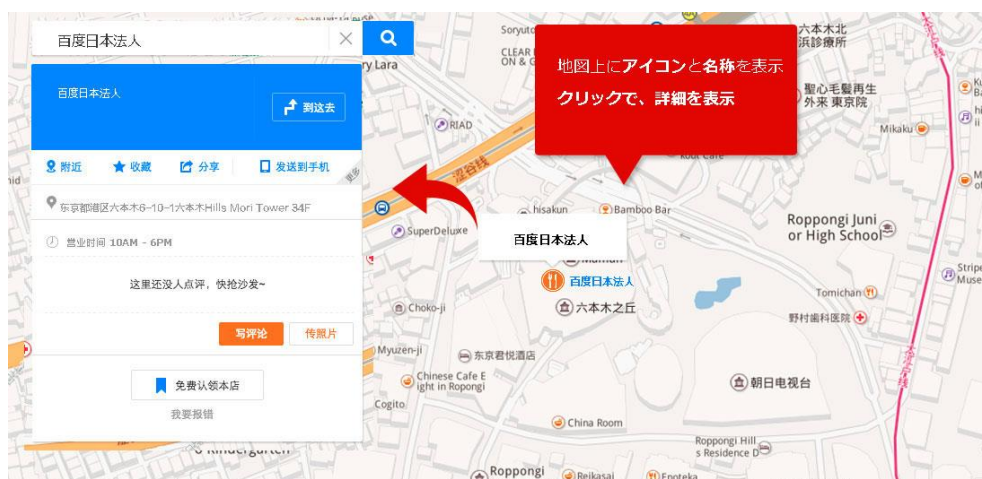 百度日本法人
百度日本法人
到这去
附近
收藏
分享
发送到手机
更多
东京都港区六本木6-10-1六本木Hills Mori Tower 34F
营业时间 10AM - 6PM
这里还没人点评，快抢沙发~
写评论
传照片
免费认领本店
我要报错
地図上にアイコンと名称を表示
クリックで、詳細を表示
六本木北
浜診療所
ry Lara
聖心毛髮再生
外来 東京院
RIAD
Mikaku
hisakun
Bamboo Bar
SuperDeluxe
Roppongi Juni
or High School
百度日本法人
百度日本法人
Stripe
Muse
Tomichan
Choko-ji
六本木之丘
野村歯科医院
Myuzen-ji
东京君悦酒店
Chinese Cafe E
ight in Ropongi
朝日电视台
Cogito
China Room
Roppongi Hill
s Residence D
Roppongi
Reikasai
Enoteka